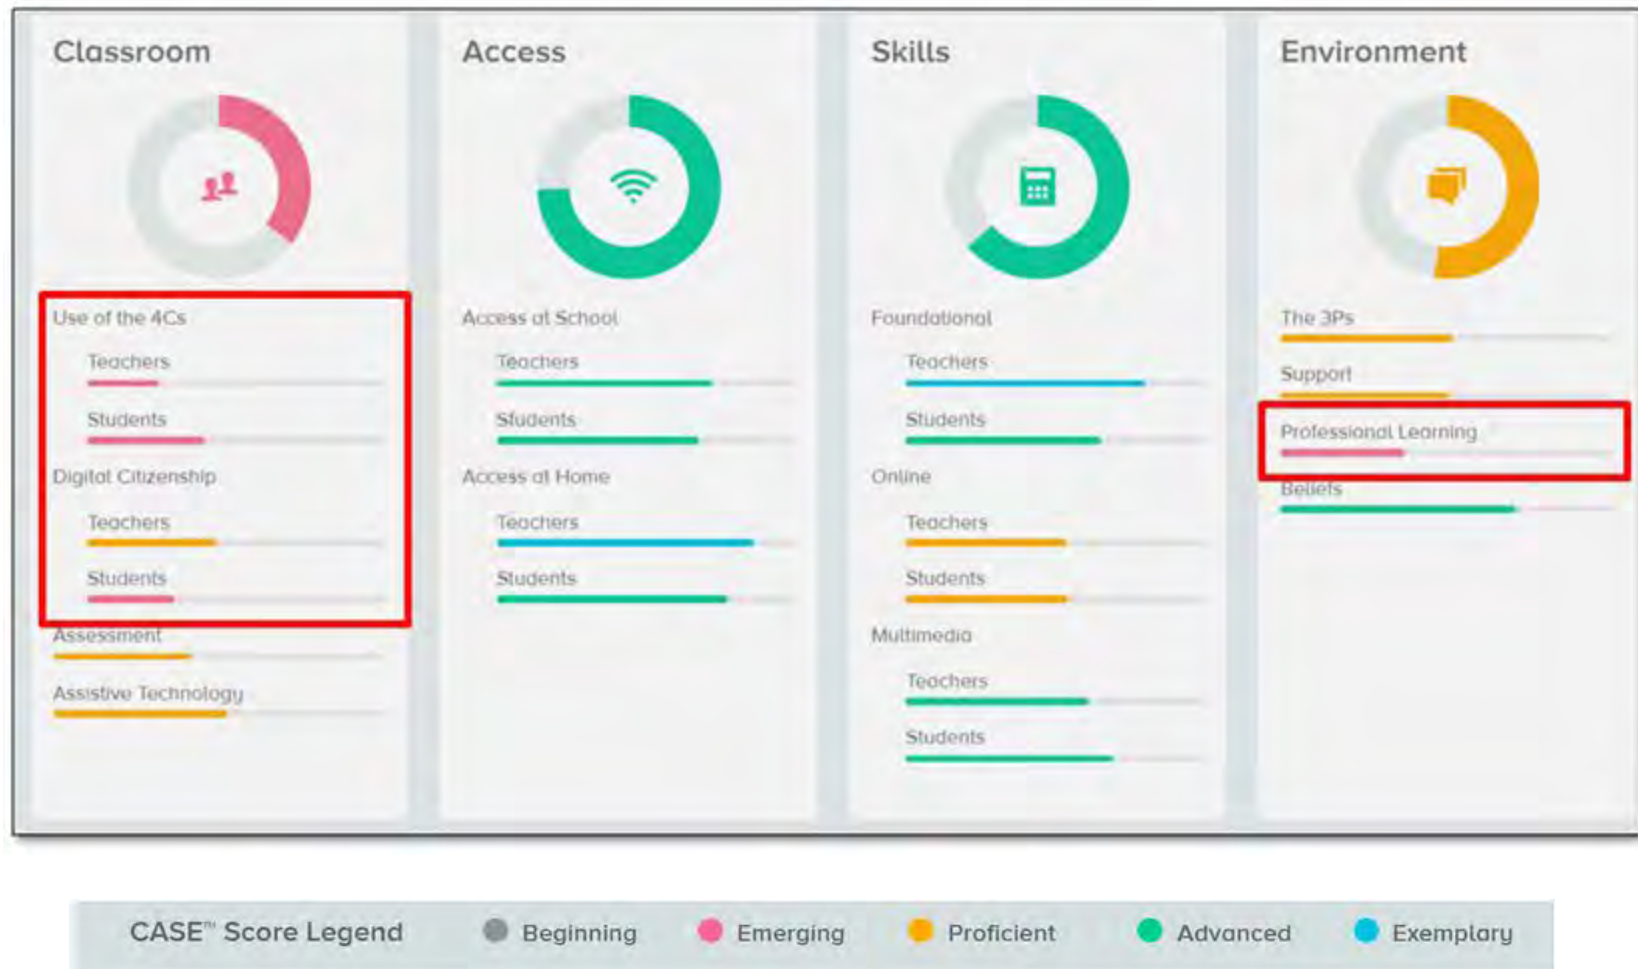 Classroom
Use of the 4Cs
Teachers
Students
Digital Citizenship
Teachers
Students
Assessment
Assistive Technology
Access
Access at School
Teachers
Students
Access at Home
Teachers
Students
Skills
Foundational
Teachers
Students
Online
Teachers
Students
Multimedia
Teachers
Students
Environment
The 3Ps
Support
Professional Learning
Beliefs
CASE™ Score Legend Beginning Emerging Proficient Advanced Exemplary